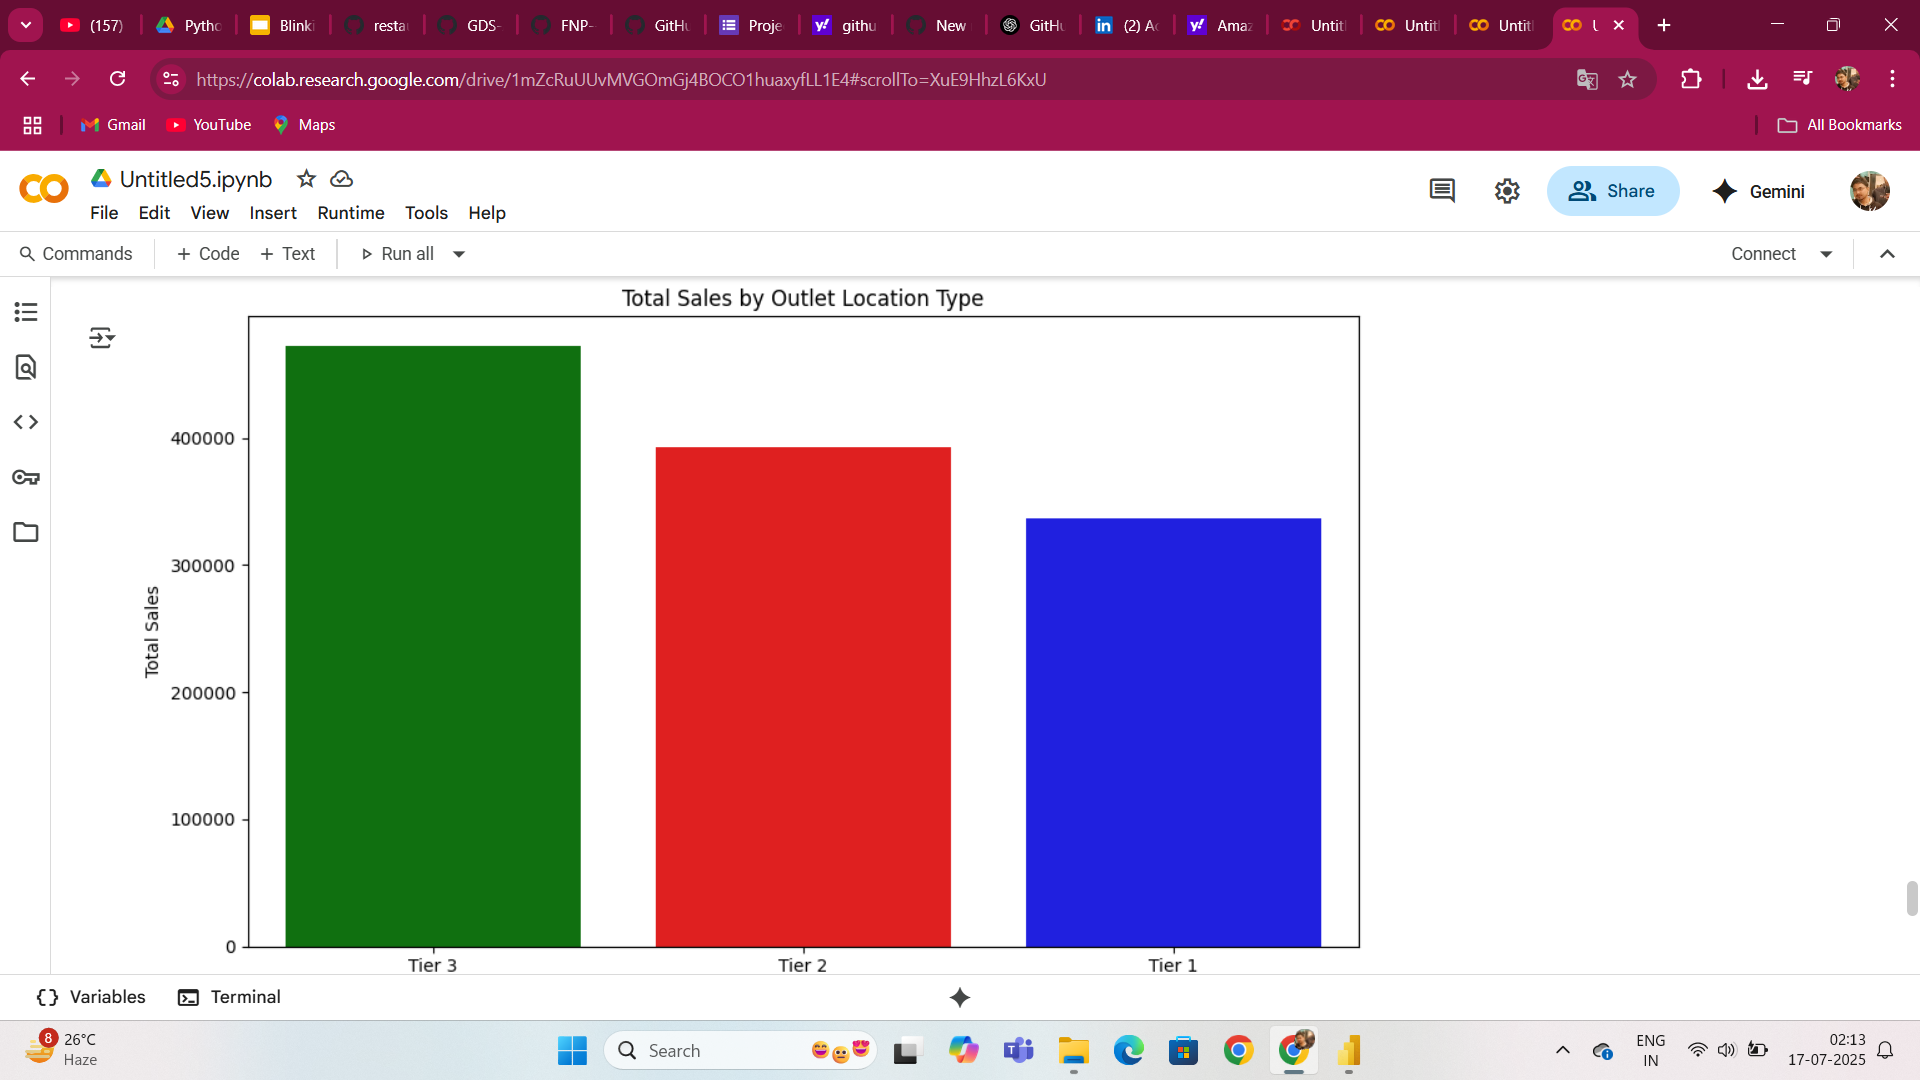 (157)
Pytho
Blinki
restau
GDS-
FNP-
GitHu
Proje
githu
New
GitHu
(2) Ac
Amaz
Untitl
Untitl
Untitl
U
https://colab.research.google.com/drive/1mZcRuUUvMVGOmGj4BOCO1huaxyfLL1E4#scrollTo=XuE9HhzL6KxU
Gmail
YouTube
Maps
All Bookmarks
Untitled5.ipynb
File Edit View Insert Runtime Tools Help
Share
Gemini
Commands
+ Code
+ Text
Run all
Connect
Total Sales by Outlet Location Type
400000
300000
200000
100000
0
Total Sales
Tier 3
Tier 2
Tier 1
Variables
Terminal
8
26°C
Haze
Search
ENG
IN
02:13
17-07-2025